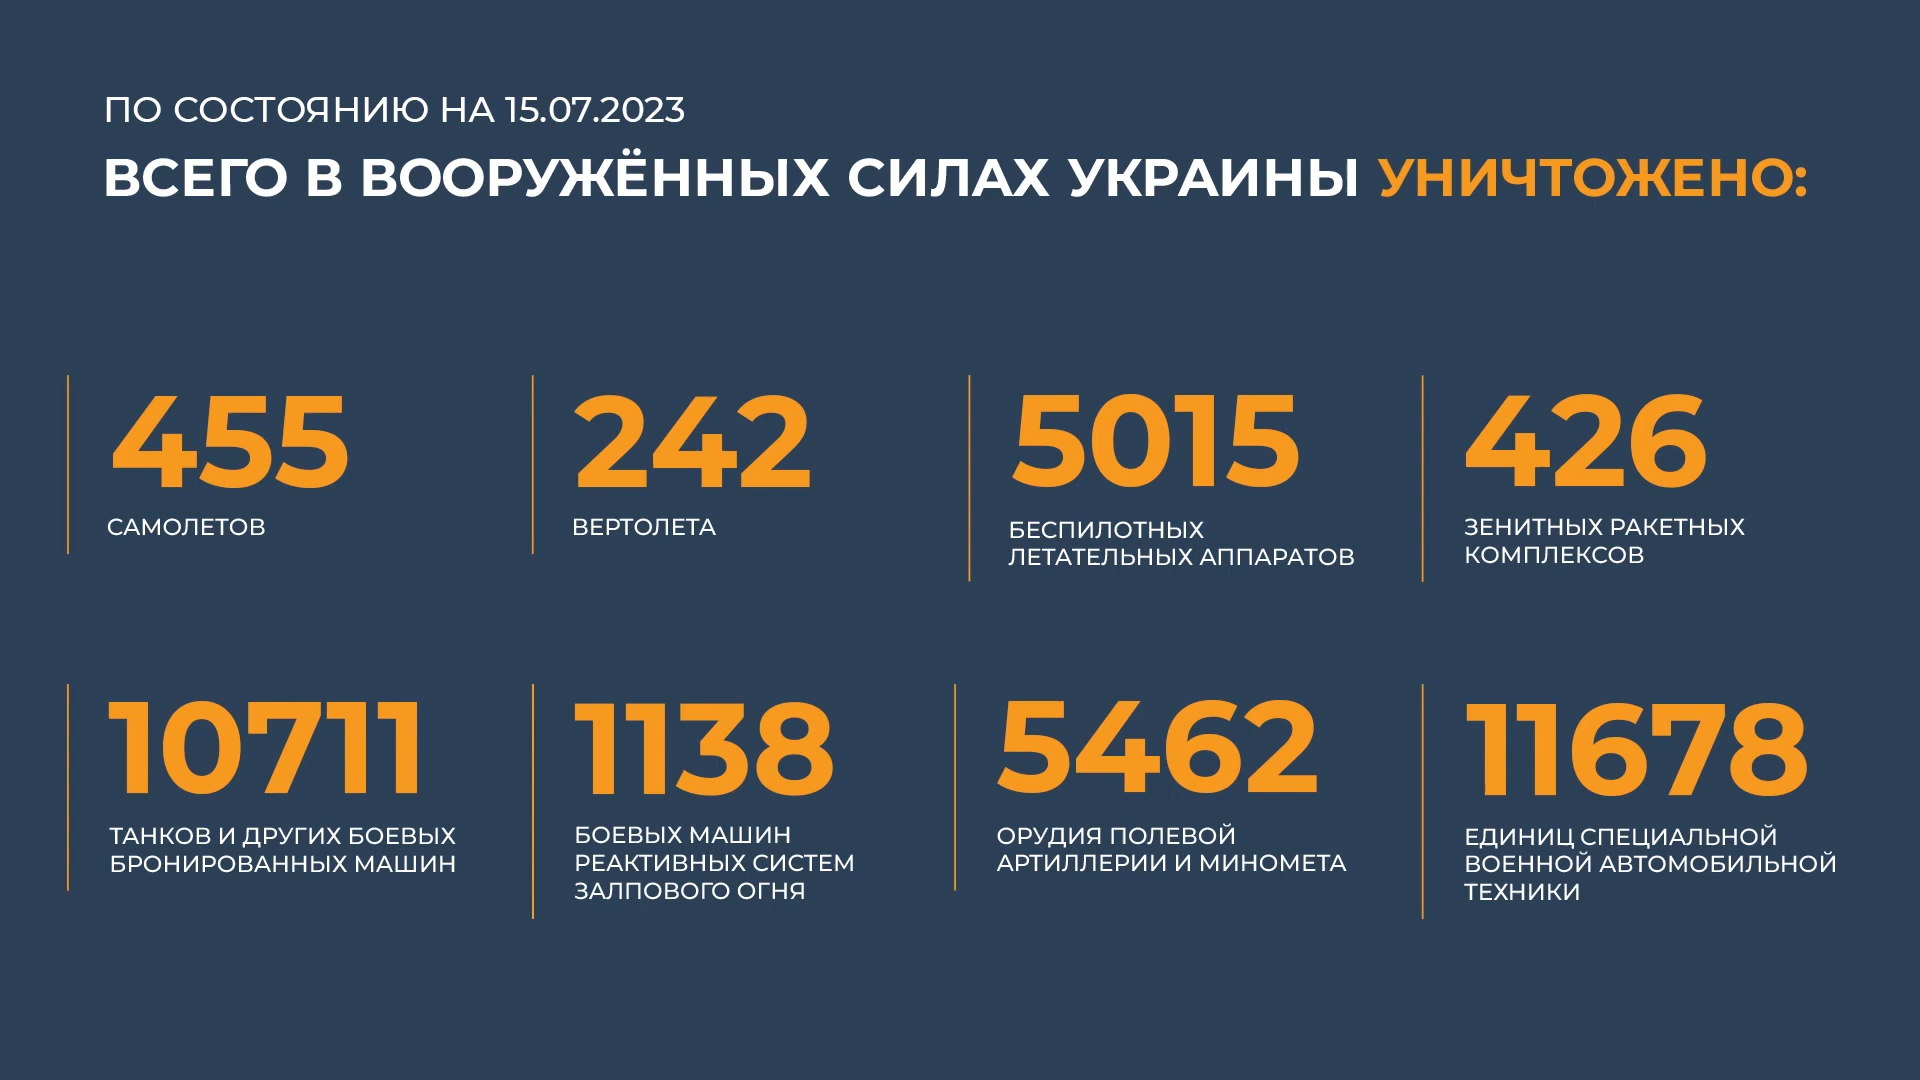 ПО СОСТОЯНИЮ НА 15.07.2023
ВСЕГО В ВООРУЖЁННЫХ СИЛАХ УКРАИНЫ УНИЧТОЖЕНО:
455
САМОЛЕТОВ
242
ВЕРТОЛЕТА
5015
БЕСПИЛОТНЫХ
ЛЕТАТЕЛЬНЫХ АППАРАТОВ
426
ЗЕНИТНЫХ РАКЕТНЫХ
КОМПЛЕКСОВ
10711
ТАНКОВ И ДРУГИХ БОЕВЫХ
БРОНИРОВАННЫХ МАШИН
1138
БОЕВЫХ МАШИН
РЕАКТИВНЫХ СИСТЕМ
ЗАЛПОВОГО ОГНЯ
5462
ОРУДИЯ ПОЛЕВОЙ
АРТИЛЛЕРИИ И МИНОМЕТА
11678
ЕДИНИЦ СПЕЦИАЛЬНОЙ
ВОЕННОЙ АВТОМОБИЛЬНОЙ
ТЕХНИКИ